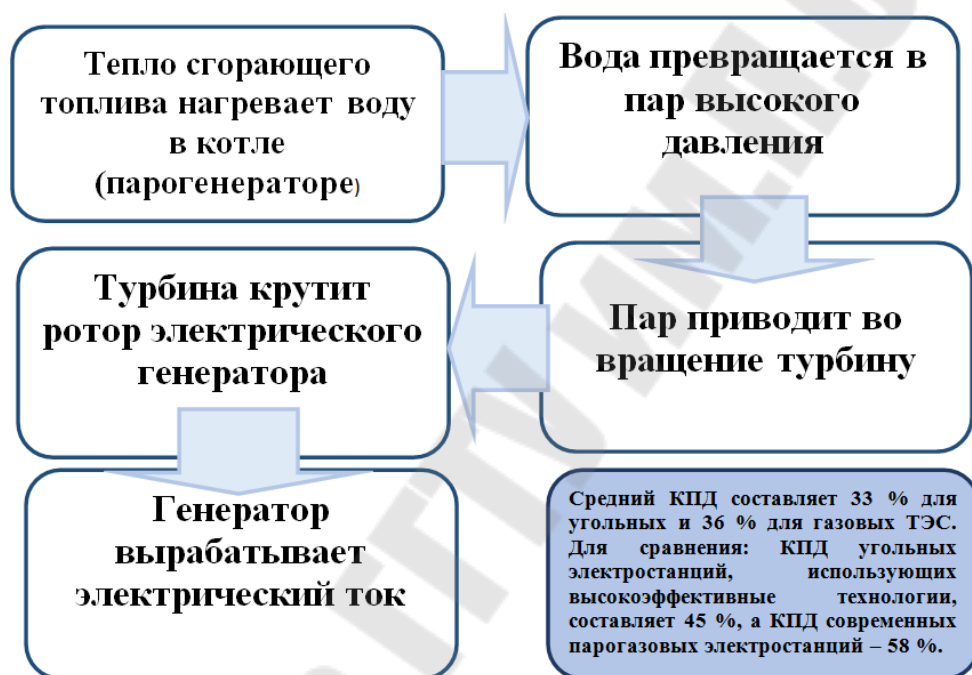 Тепло сгорающего
топлива нагревает воду
в котле
(парогенераторе)
Вода превращается в
пар высокого
давления
Пар приводит во
вращение турбину
Турбина крутит
ротор электрического
генератора
Генератор
вырабатывает
электрический ток
Средний КПД составляет 33 % для
угольных и 36 % для газовых ТЭС.
Для сравнения: КПД угольных
электростанций, использующих
высокоэффективные технологии,
составляет 45 %, а КПД современных
парогазовых электростанций – 58 %.